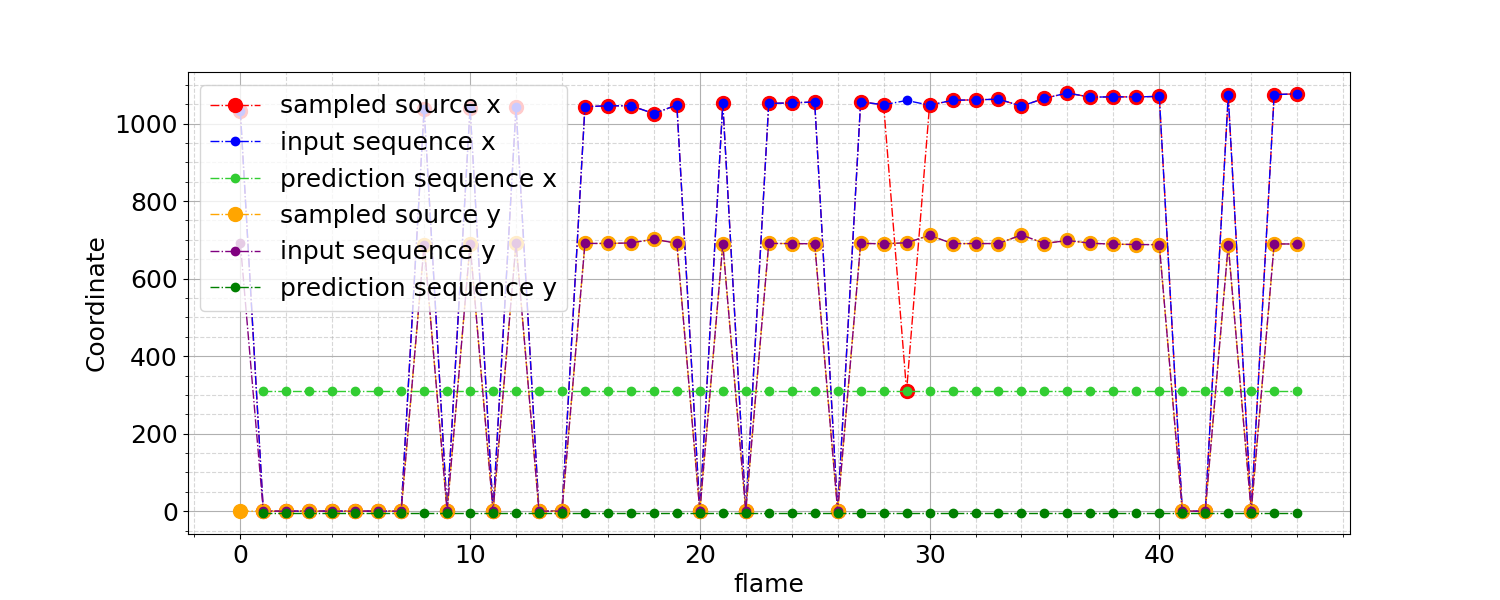 sampled source x
input sequence x
prediction sequence x
sampled source y
input sequence y
prediction sequence y
Coordinate
1000
800
600
400
200
0
0 10 20 30 40
flame